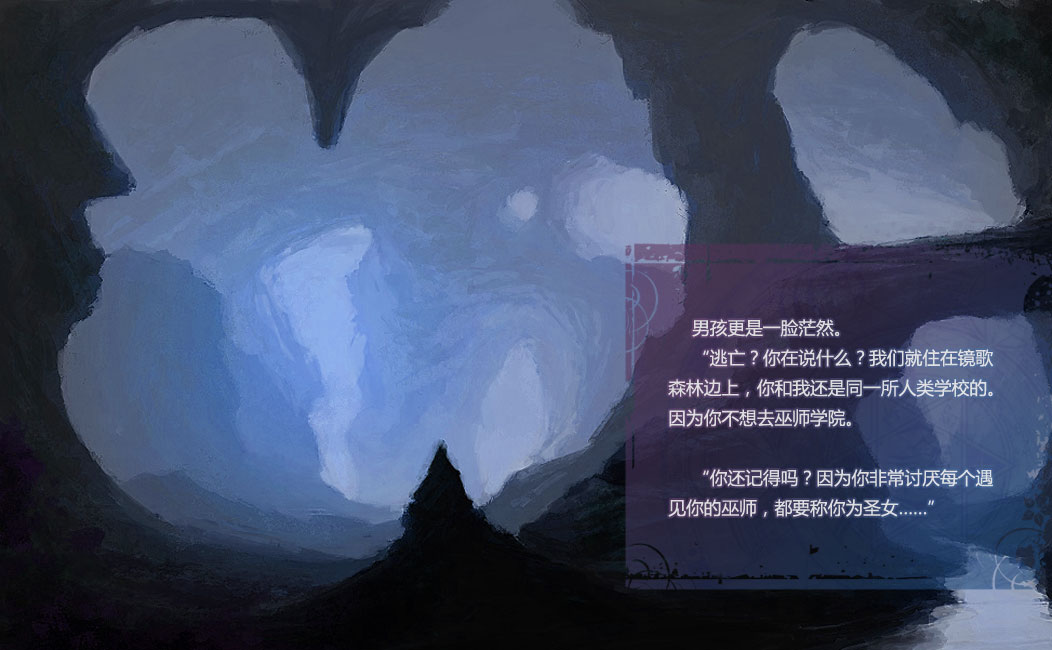 男孩更是一脸茫然。
“逃亡？你在说什么？我们就住在镜歌
森林边上，你和我还是同一所人类学校的。
因为你不想去巫师学院。
“你还记得吗？因为你非常讨厌每个遇
见你的巫师，都要称你为圣女……”